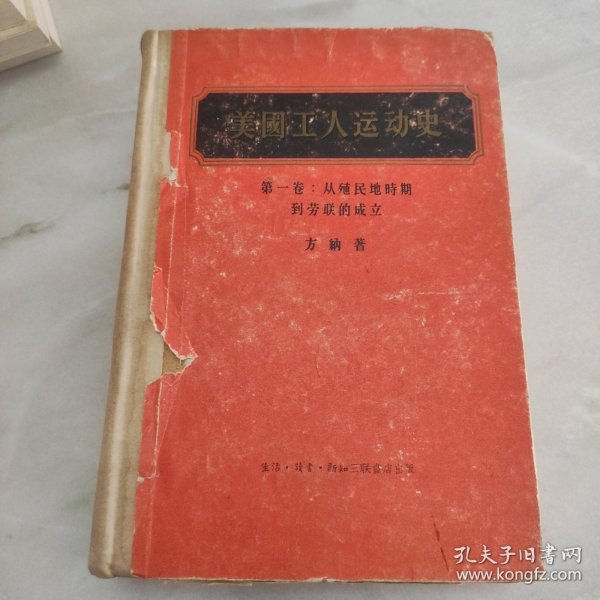 美國工人运动史
第一卷：从殖民地時期
到劳联的成立
方納著
生活·读書·新知三联書店出版
孔夫子旧書网
www.kongfz.com